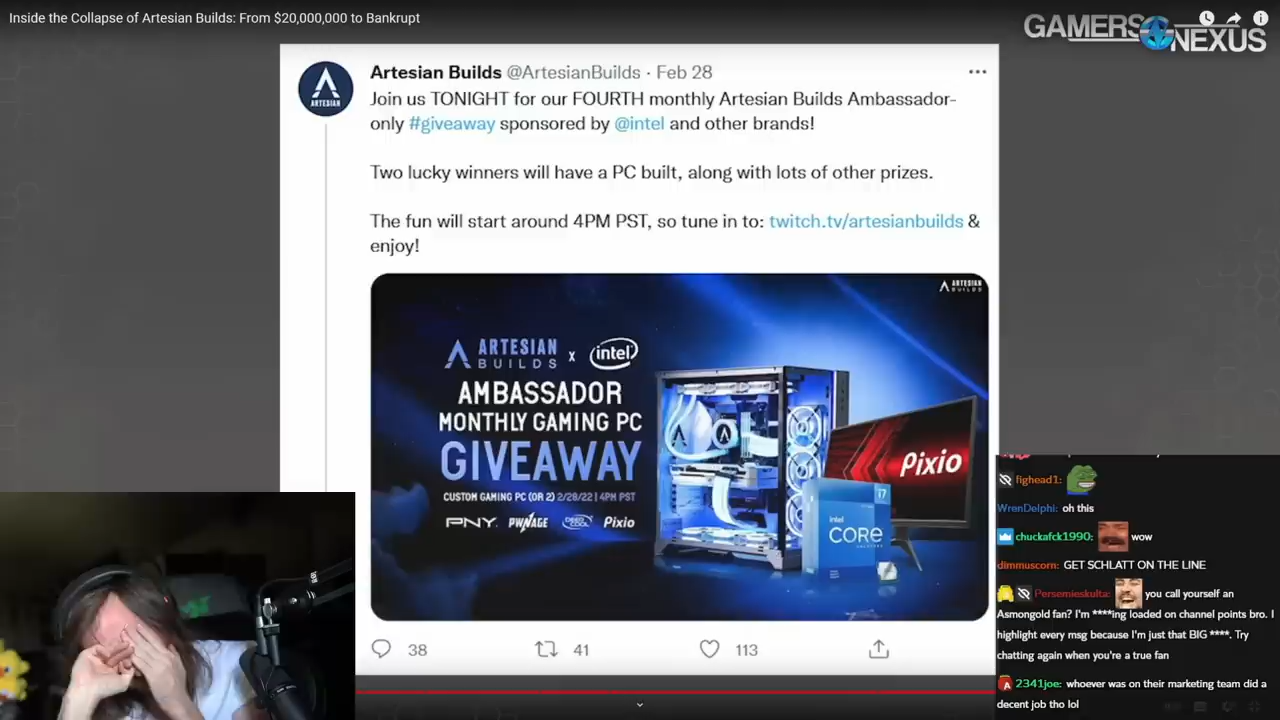 Inside the Collapse of Artesian Builds: From $20,000,000 to Bankrupt
GAMERS NEXUS
Artesian Builds @ArtesianBuilds · Feb 28
Join us TONIGHT for our FOURTH monthly Artesian Builds Ambassador-
only #giveaway sponsored by @intel and other brands!
Two lucky winners will have a PC built, along with lots of other prizes.
The fun will start around 4PM PST, so tune in to: twitch.tv/artesianbuilds &
enjoy!
ARTESIAN
ARTESIAN
BUILDS
ARTESIAN
BUILDS x intel
AMBASSADOR
MONTHLY GAMING PC
GIVEAWAY
CUSTOM GAMING PC (OR 2) 2/28/22 | 4PM PST
PNY. PWNAGE DEEPCOOL Pixio
Pixio
i7
intel
CORE
38 41 113
fighead1:
WrenDelphi: oh this
chuckafck1990: wow
dimmuscorn: GET SCHLATT ON THE LINE
Persemieskulta: you call yourself an
Asmongold fan? I'm ****ing loaded on channel points bro. I
highlight every msg because I'm just that BIG ****. Try
chatting again when you're a true fan
2341joe: whoever was on their marketing team did a
decent job tho lol